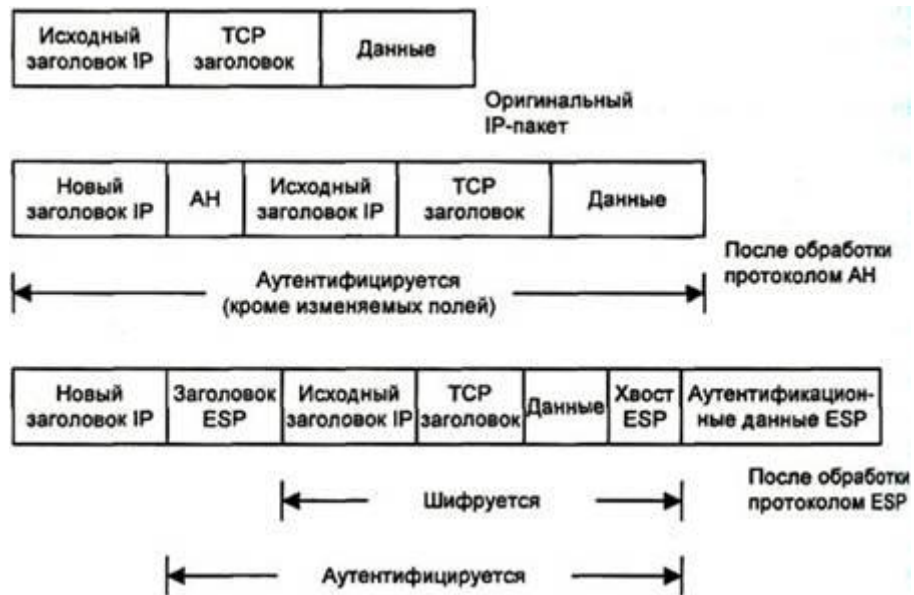 Исходный
заголовок IP
TCP
заголовок
Данные
Оригинальный
IP-пакет
Новый
заголовок IP
АН
Исходный
заголовок IP
TCP
заголовок
Данные
После обработки
протоколом АН
Аутентифицируется
(кроме изменяемых полей)
Новый
заголовок IP
Заголовок
ESP
Исходный
заголовок IP
TCP
заголовок
Данные
Хвост
ESP
Аутентификацион-
ные данные ESP
После обработки
протоколом ESP
Шифруется
Аутентифицируется